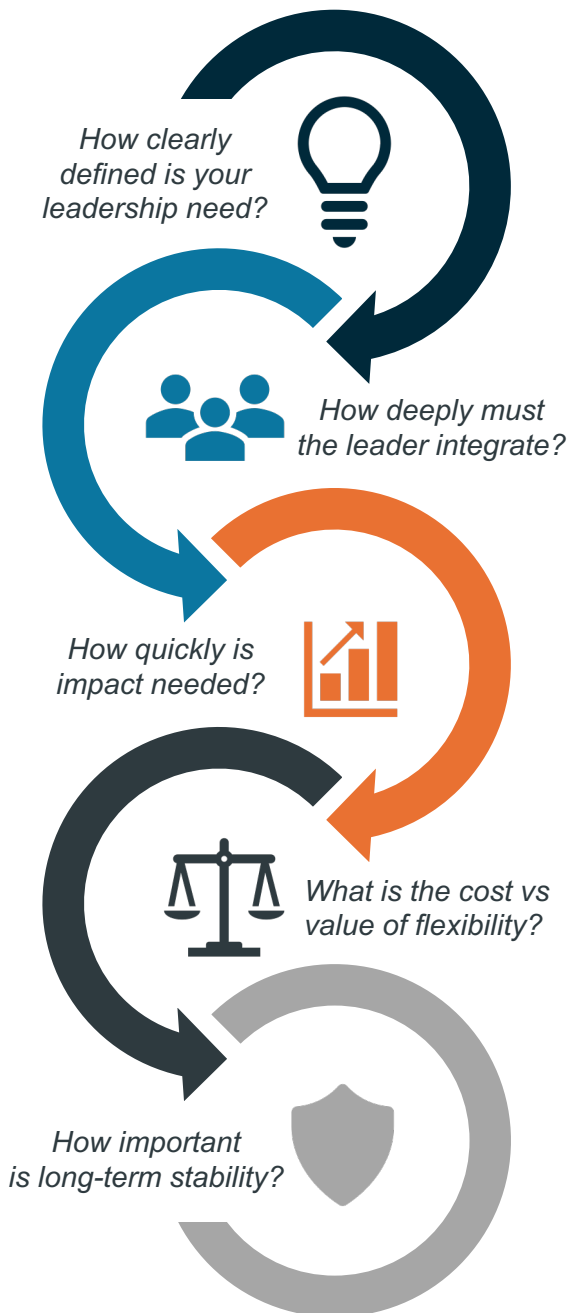 How clearly
defined is your
leadership need?
How deeply must
the leader integrate?
How quickly is
impact needed?
What is the cost vs
value of flexibility?
How important
is long-term stability?